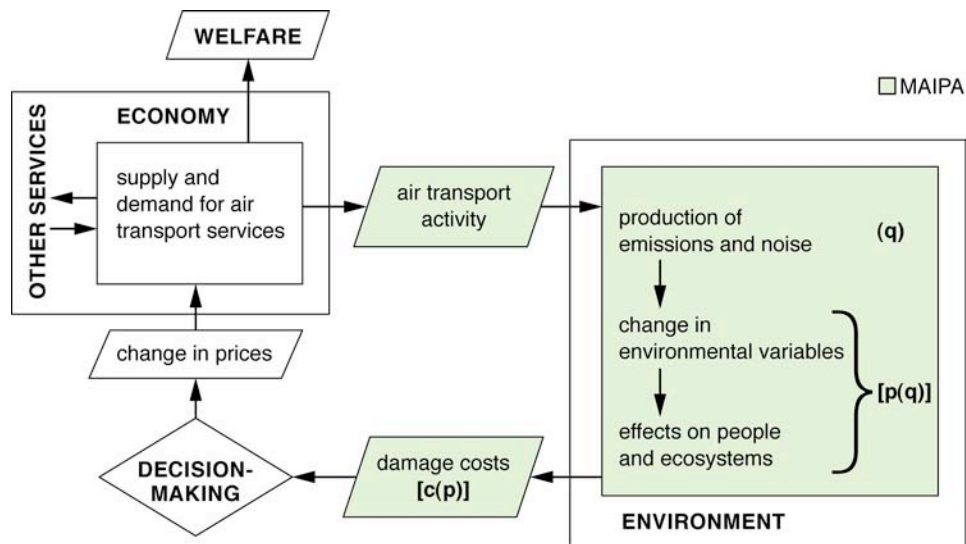 WELFARE
MAIPA
ECONOMY
OTHER SERVICES
supply and
demand for air
transport services
air transport
activity
production of
emissions and noise
(q)
change in
environmental variables
[p(q)]
effects on people
and ecosystems
change in prices
DECISION-
MAKING
damage costs
[c(p)]
ENVIRONMENT